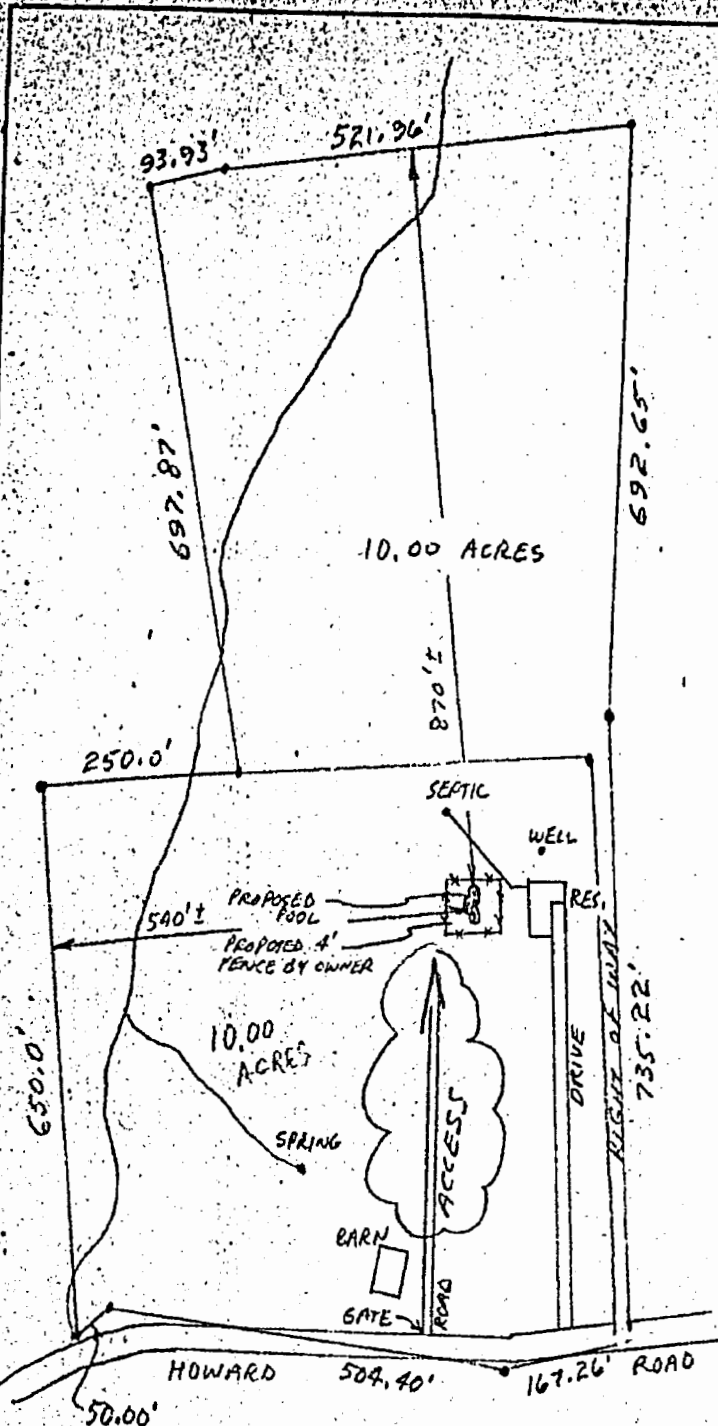 521.96'
93.93'
697.87'
692.65'
10.00 ACRES
870'±
250.0'
SEPTIC
WELL
PROPOSED
POOL
RES.
540'±
PROPOSED 4'
FENCE BY OWNER
RIGHT OF WAY
735.22'
10.00
ACRES
650.0'
DRIVE
SPRING
ACCESS
ROAD
BARN
GATE
HOWARD 504.40' 167.26' ROAD
50.00'